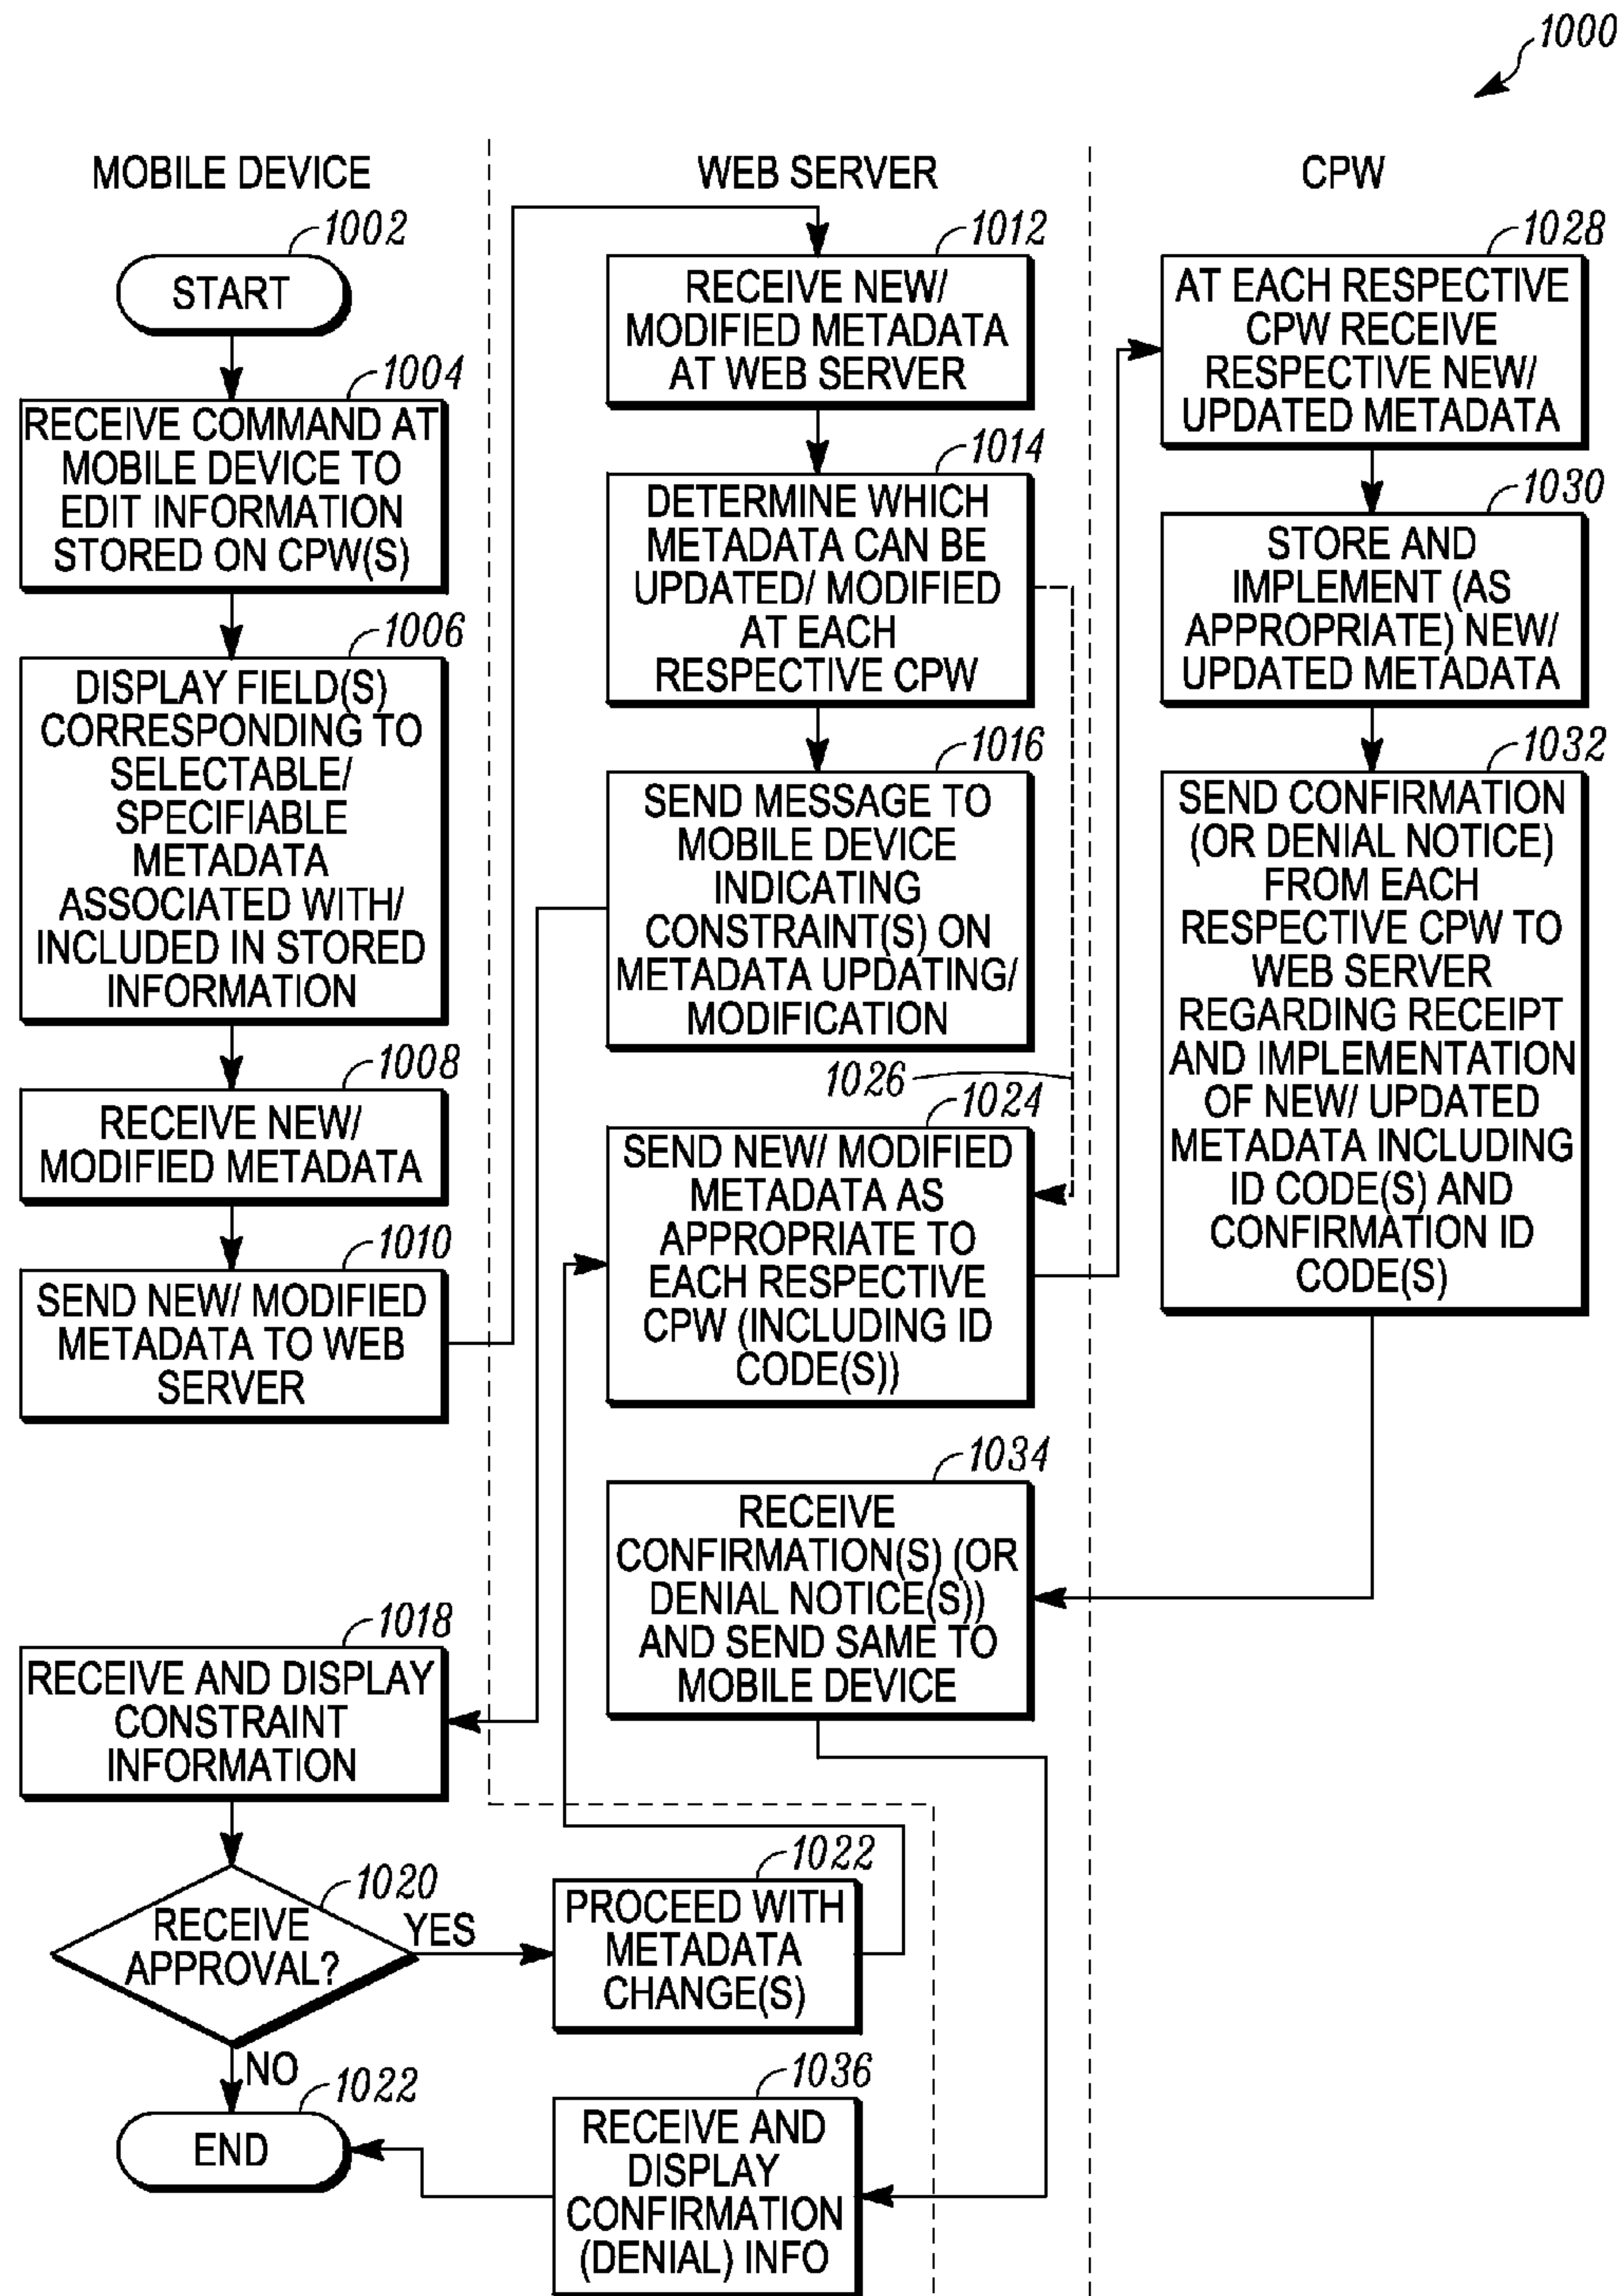 1000
MOBILE DEVICE
WEB SERVER
CPW
1002
START
1004
RECEIVE COMMAND AT
MOBILE DEVICE TO
EDIT INFORMATION
STORED ON CPW(S)
1006
DISPLAY FIELD(S)
CORRESPONDING TO
SELECTABLE/
SPECIFIABLE
METADATA
ASSOCIATED WITH/
INCLUDED IN STORED
INFORMATION
1008
RECEIVE NEW/
MODIFIED METADATA
1010
SEND NEW/ MODIFIED
METADATA TO WEB
SERVER
1012
RECEIVE NEW/
MODIFIED METADATA
AT WEB SERVER
1014
DETERMINE WHICH
METADATA CAN BE
UPDATED/ MODIFIED
AT EACH
RESPECTIVE CPW
1016
SEND MESSAGE TO
MOBILE DEVICE
INDICATING
CONSTRAINT(S) ON
METADATA UPDATING/
MODIFICATION
1018
RECEIVE AND DISPLAY
CONSTRAINT
INFORMATION
1020
RECEIVE
APPROVAL?
YES
NO
1022
PROCEED WITH
METADATA
CHANGE(S)
1022
END
1026
1024
SEND NEW/ MODIFIED
METADATA AS
APPROPRIATE TO
EACH RESPECTIVE
CPW (INCLUDING ID
CODE(S))
1028
AT EACH RESPECTIVE
CPW RECEIVE
RESPECTIVE NEW/
UPDATED METADATA
1030
STORE AND
IMPLEMENT (AS
APPROPRIATE) NEW/
UPDATED METADATA
1032
SEND CONFIRMATION
(OR DENIAL NOTICE)
FROM EACH
RESPECTIVE CPW TO
WEB SERVER
REGARDING RECEIPT
AND IMPLEMENTATION
OF NEW/ UPDATED
METADATA INCLUDING
ID CODE(S) AND
CONFIRMATION ID
CODE(S)
1034
RECEIVE
CONFIRMATION(S) (OR
DENIAL NOTICE(S))
AND SEND SAME TO
MOBILE DEVICE
1036
RECEIVE AND
DISPLAY
CONFIRMATION
(DENIAL) INFO